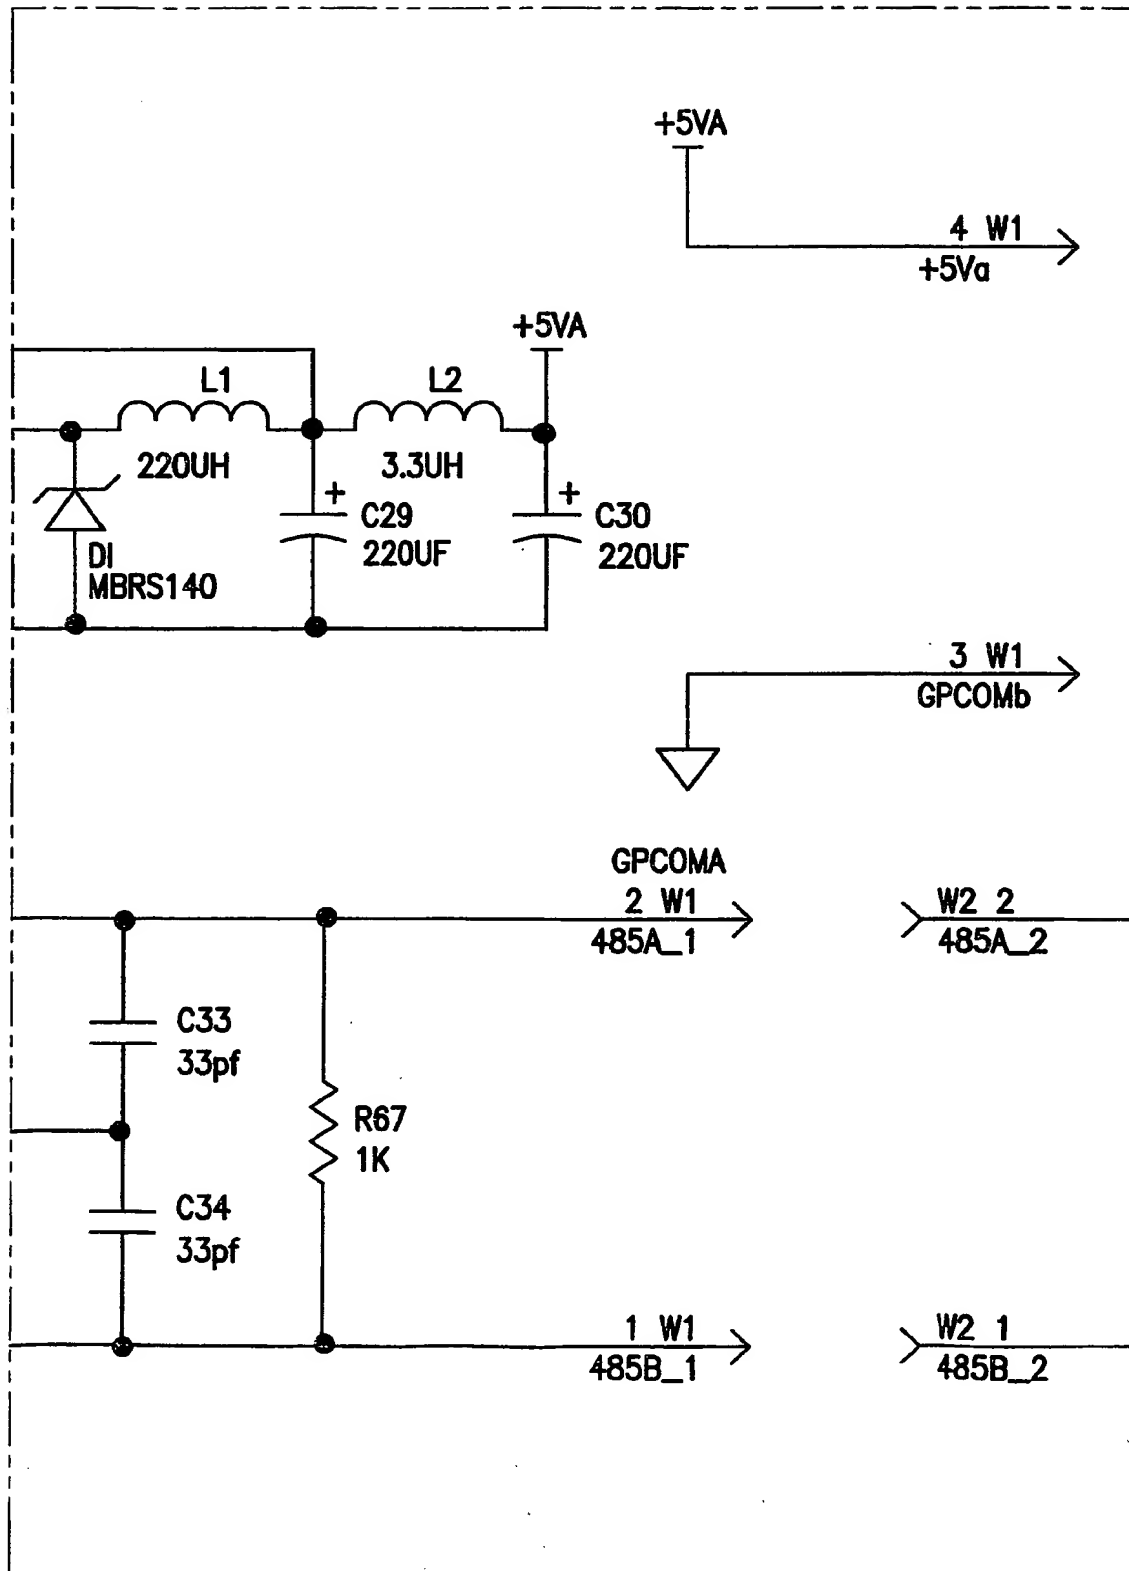 +5VA
4 W1
+5Va
+5VA
L1
L2
220UH
3.3UH
+
+
C29
220UF
C30
220UF
DI
MBRS140
3 W1
GPCOMb
GPCOMA
2 W1
485A_1
W2 2
485A_2
C33
33pf
R67
1K
C34
33pf
1 W1
485B_1
W2 1
485B_2